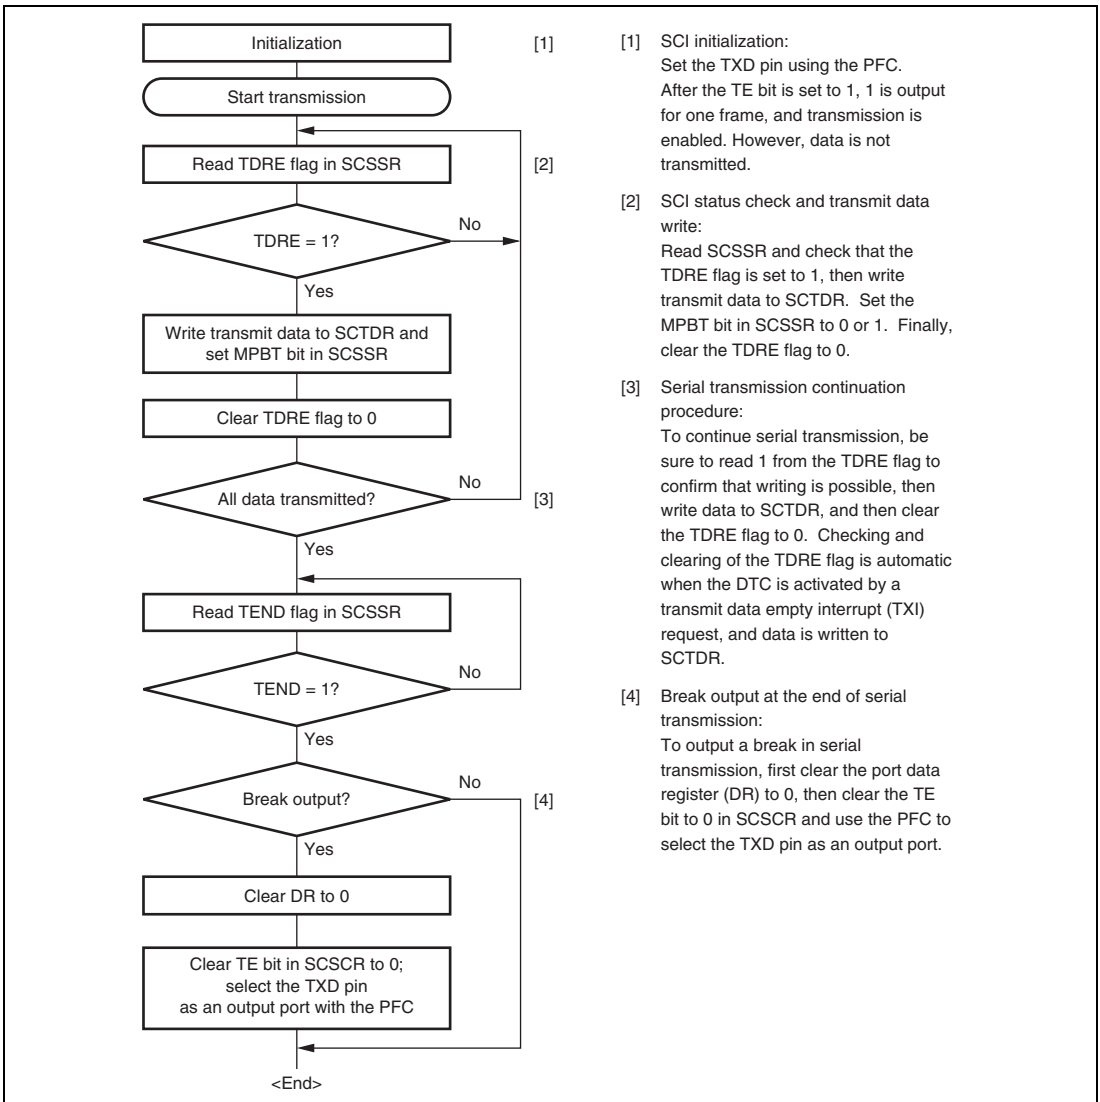 Initialization
[1]
Start transmission
Read TDRE flag in SCSSR
[2]
TDRE = 1?
No
Yes
Write transmit data to SCTDR and
set MPBT bit in SCSSR
Clear TDRE flag to 0
All data transmitted?
No
[3]
Yes
Read TEND flag in SCSSR
TEND = 1?
No
Yes
Break output?
No
[4]
Yes
Clear DR to 0
Clear TE bit in SCSCR to 0;
select the TXD pin
as an output port with the PFC
<End>
[1] SCI initialization:
Set the TXD pin using the PFC.
After the TE bit is set to 1, 1 is output
for one frame, and transmission is
enabled. However, data is not
transmitted.
[2] SCI status check and transmit data
write:
Read SCSSR and check that the
TDRE flag is set to 1, then write
transmit data to SCTDR. Set the
MPBT bit in SCSSR to 0 or 1. Finally,
clear the TDRE flag to 0.
[3] Serial transmission continuation
procedure:
To continue serial transmission, be
sure to read 1 from the TDRE flag to
confirm that writing is possible, then
write data to SCTDR, and then clear
the TDRE flag to 0. Checking and
clearing of the TDRE flag is automatic
when the DTC is activated by a
transmit data empty interrupt (TXI)
request, and data is written to
SCTDR.
[4] Break output at the end of serial
transmission:
To output a break in serial
transmission, first clear the port data
register (DR) to 0, then clear the TE
bit to 0 in SCSCR and use the PFC to
select the TXD pin as an output port.